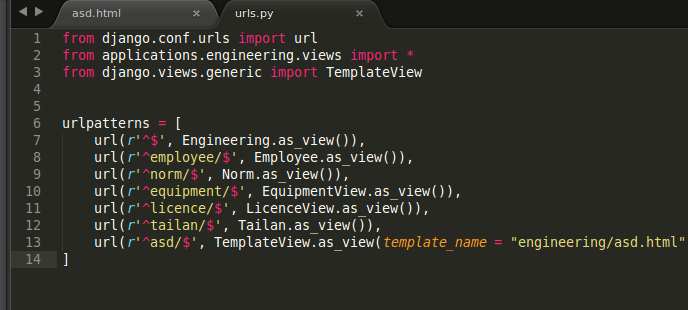 asd.html × urls.py ×
1 from django.conf.urls import url
2 from applications.engineering.views import *
3 from django.views.generic import TemplateView
4
5
6 urlpatterns = [
7     url(r'^$', Engineering.as_view()),
8     url(r'^employee/$', Employee.as_view()),
9     url(r'^norm/$', Norm.as_view()),
10     url(r'^equipment/$', EquipmentView.as_view()),
11     url(r'^licence/$', LicenceView.as_view()),
12     url(r'^tailan/$', Tailan.as_view()),
13     url(r'^asd/$', TemplateView.as_view(template_name = "engineering/asd.html"
14 ]